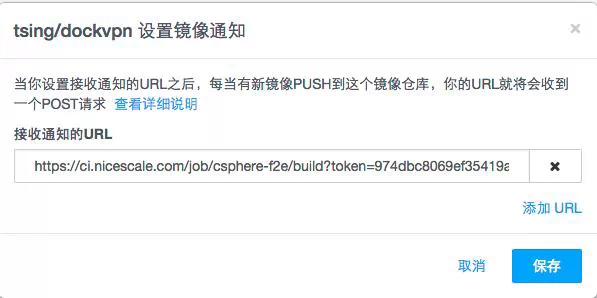 tsing/dockvpn 设置镜像通知
×
当你设置接收通知的URL之后，每当有新镜像PUSH到这个镜像仓库，你的URL就将会收到
一个POST请求 查看详细说明
接收通知的URL
https://ci.nicescale.com/job/csphere-f2e/build?token=974dbc8069ef35419a
添加 URL
取消 保存